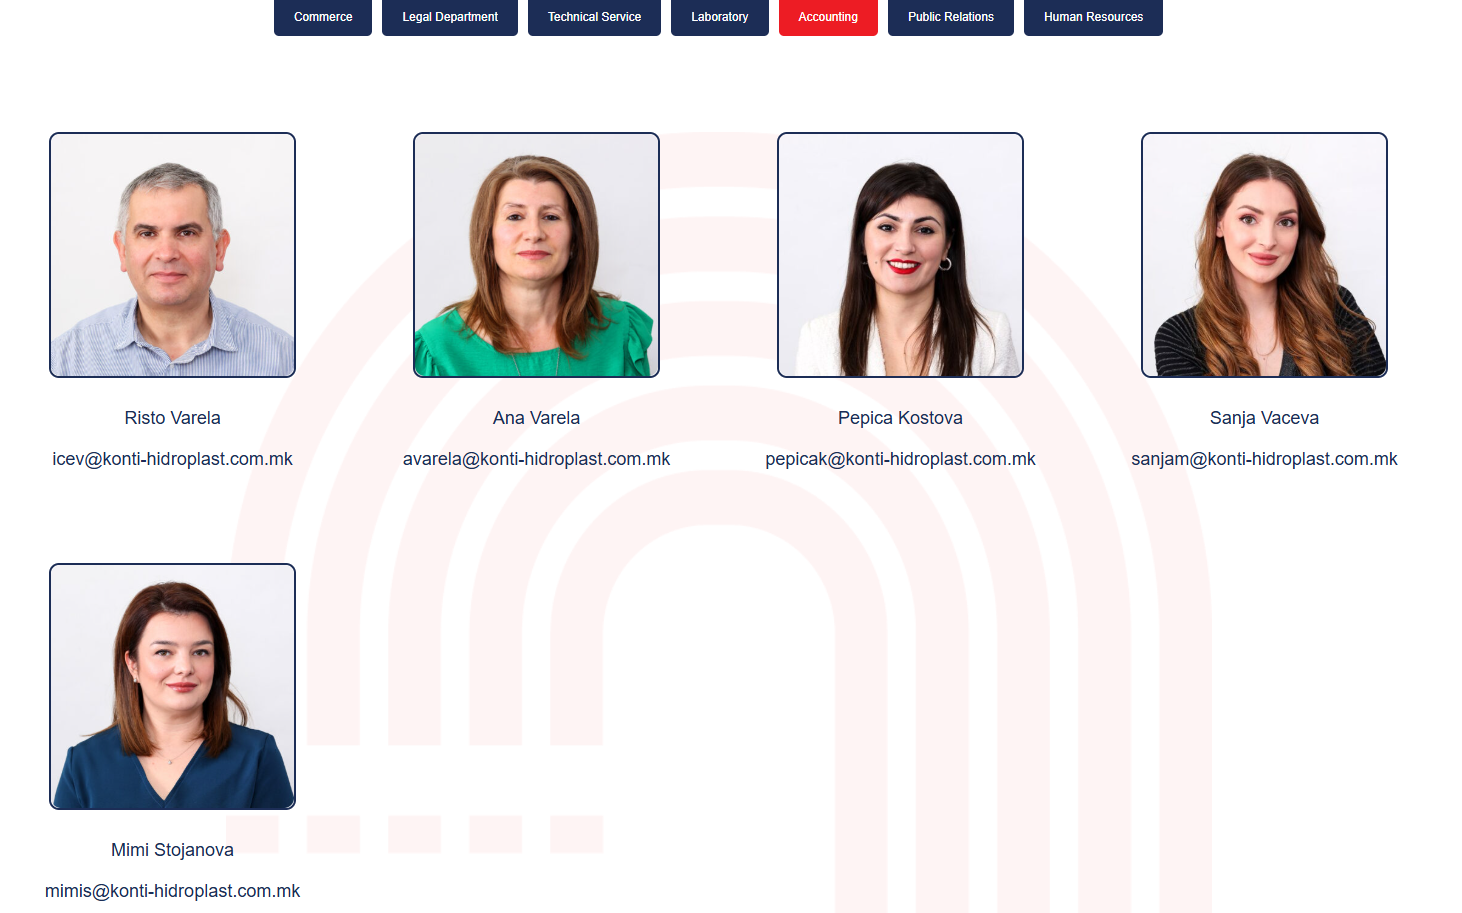 Commerce
Legal Department
Technical Service
Laboratory
Accounting
Public Relations
Human Resources
Risto Varela
icev@konti-hidroplast.com.mk
Ana Varela
avarela@konti-hidroplast.com.mk
Pepica Kostova
pepicak@konti-hidroplast.com.mk
Sanja Vaceva
sanjam@konti-hidroplast.com.mk
Mimi Stojanova
mimis@konti-hidroplast.com.mk